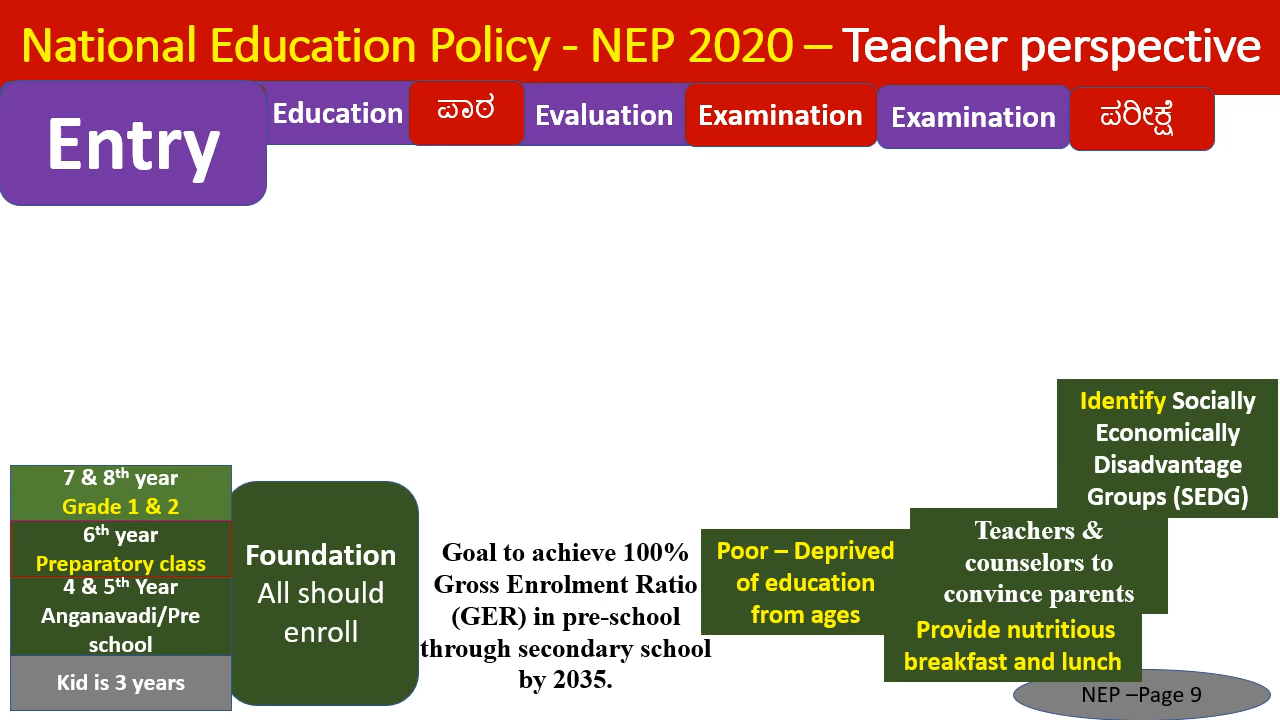 National Education Policy - NEP 2020 – Teacher perspective
Entry
Education
ಪಾಠ
Evaluation
Examination
Examination
ಪರೀಕ್ಷೆ
7 & 8th year
Grade 1 & 2
6th year
Preparatory class
4 & 5th Year
Anganavadi/Pre
school
Kid is 3 years
Foundation
All should
enroll
Goal to achieve 100%
Gross Enrolment Ratio
(GER) in pre-school
through secondary school
by 2035.
Poor – Deprived
of education
from ages
Identify Socially
Economically
Disadvantage
Groups (SEDG)
Teachers &
counselors to
convince parents
Provide nutritious
breakfast and lunch
NEP –Page 9